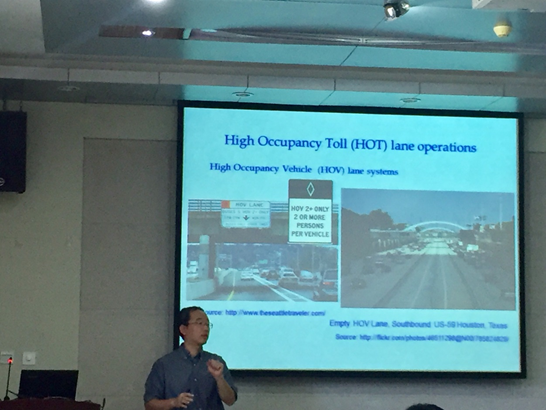 High Occupancy Toll (HOT) lane operations
High Occupancy Vehicle (HOV) lane systems
HOV LANE
HOV 2+ ONLY
2 OR MORE
PERSONS
PER VEHICLE
Source: http://www.theseattletraveler.com/
Empty HOV Lane, Southbound US-59 Houston, Texas
Source: http://flickr.com/photos/